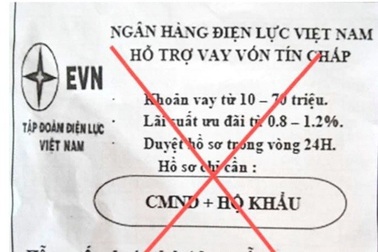 NGÂN HÀNG ĐIỆN LỰC VIỆT NAM
HỖ TRỢ VAY VỐN TÍN CHẤP
EVN
TẬP ĐOÀN ĐIỆN LỰC
VIỆT NAM
· Khoản vay từ 10 – 70 triệu.
· Lãi suất ưu đãi từ 0.8 – 1.2%.
· Duyệt hồ sơ trong vòng 24H.
Hồ sơ chỉ cần :
CMND + HỘ KHẨU